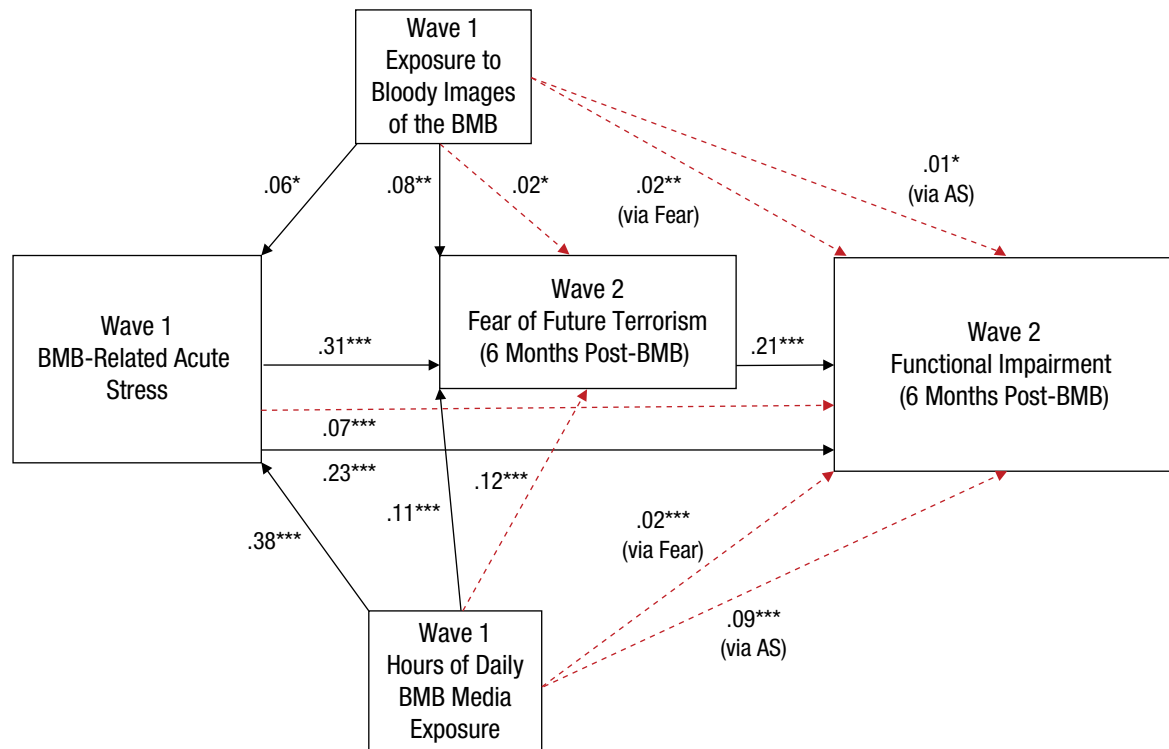 Wave 1
Exposure to
Bloody Images
of the BMB
.06*
.08**
.02*
.02**
(via Fear)
.01*
(via AS)
Wave 1
BMB-Related Acute
Stress
.31***
Wave 2
Fear of Future Terrorism
(6 Months Post-BMB)
.21***
Wave 2
Functional Impairment
(6 Months Post-BMB)
.07***
.23***
.38***
.11***
.12***
.02***
(via Fear)
.09***
(via AS)
Wave 1
Hours of Daily
BMB Media
Exposure